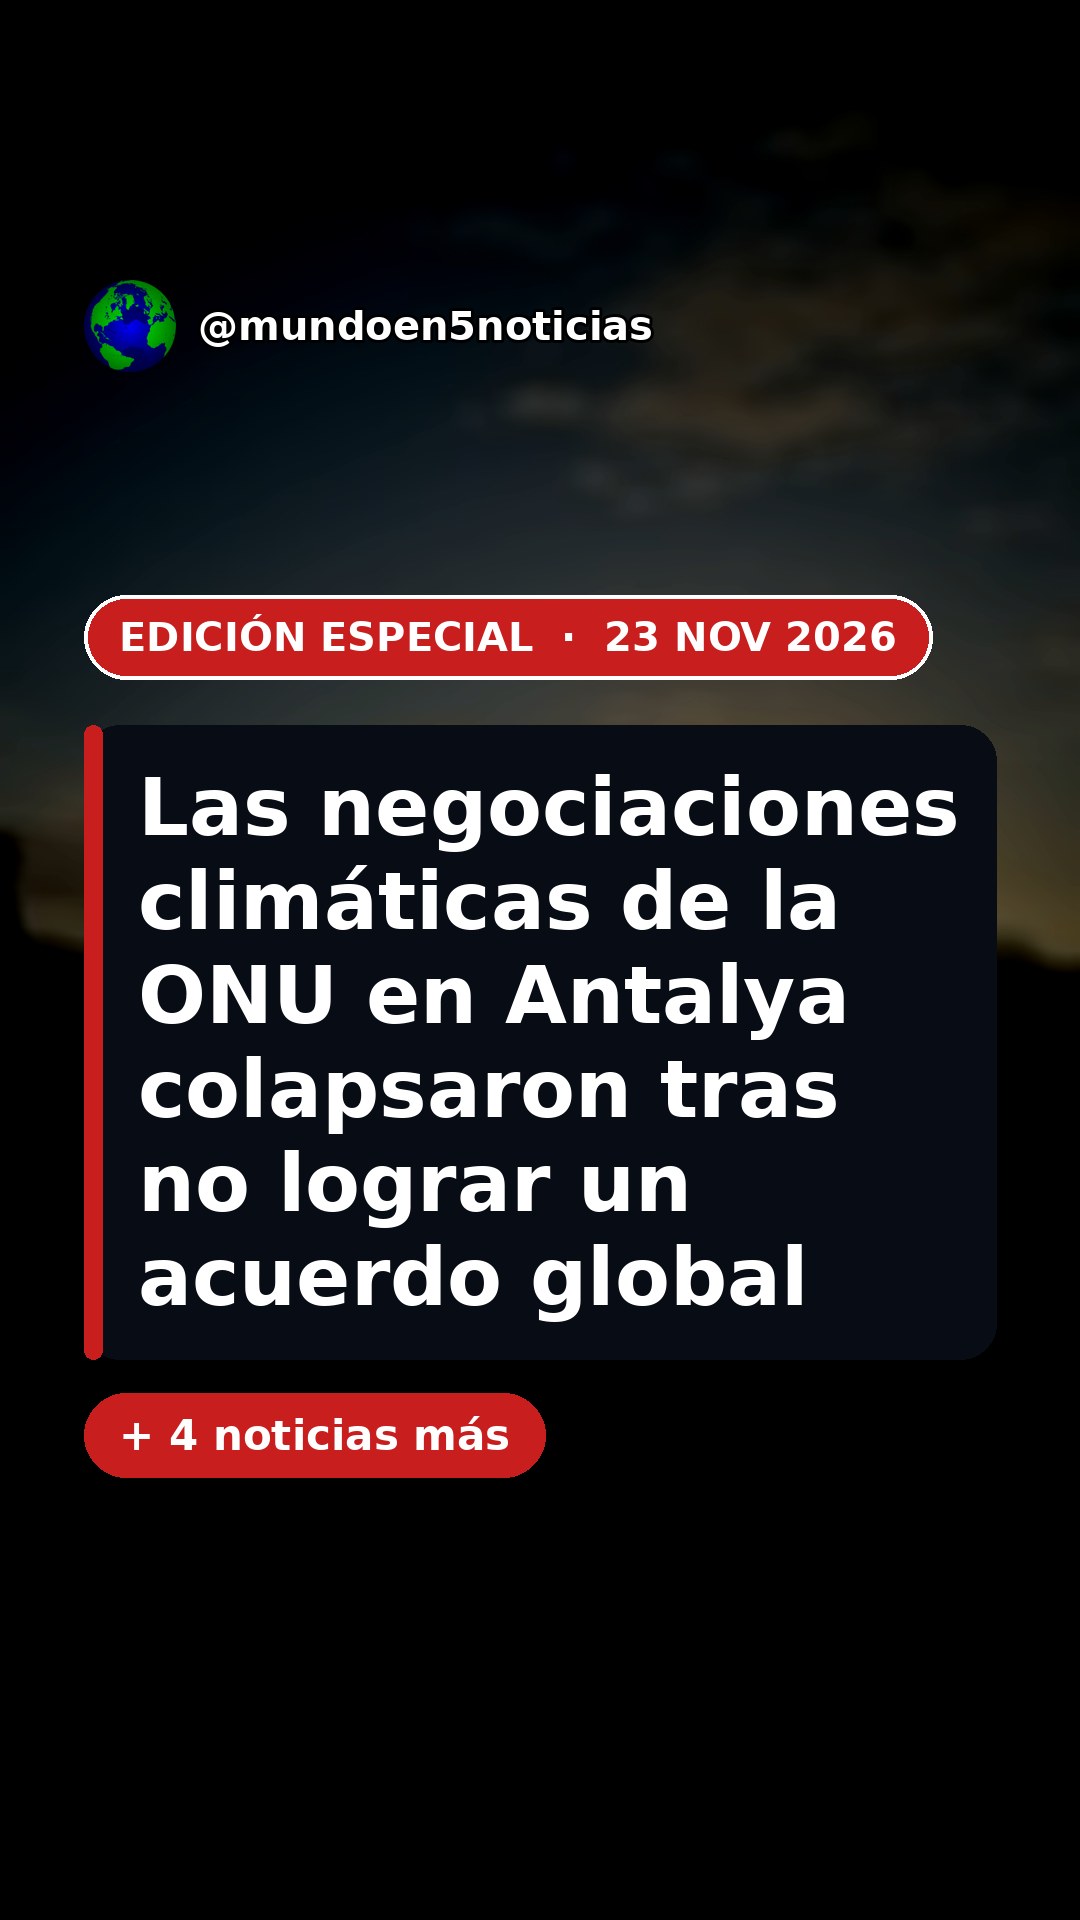 @mundoen5noticias
EDICIÓN ESPECIAL · 23 NOV 2026
Las negociaciones
climáticas de la
ONU en Antalya
colapsaron tras
no lograr un
acuerdo global
+ 4 noticias más